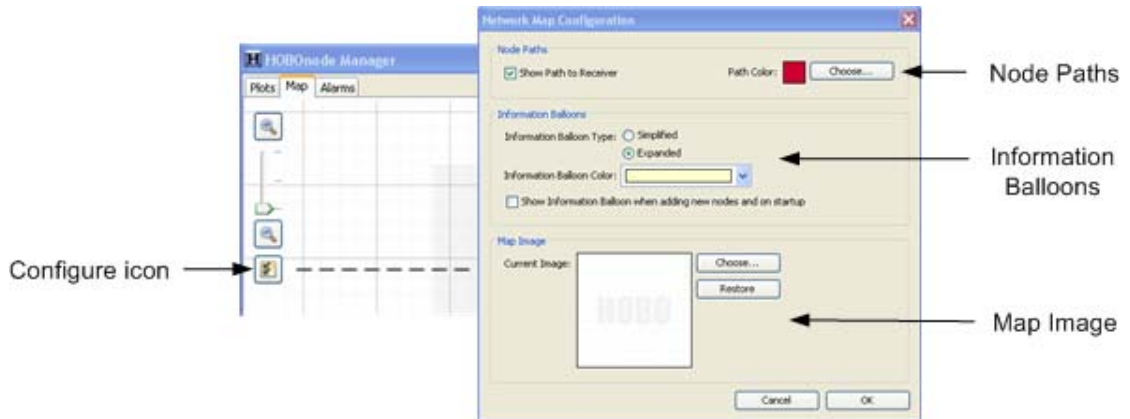 Network Map Configuration
Node Paths
Show Path to Receiver
Path Color:
Choose...
Node Paths
HOBOnode Manager
Plots Map Alarms
Information Balloons
Information Balloon Type:
Simplified
Expanded
Information Balloon Color:
Show Information Balloon when adding new nodes and on startup
Information
Balloons
Configure icon
Map Image
Current Image:
HOBO
Choose...
Restore
Map Image
Cancel
OK